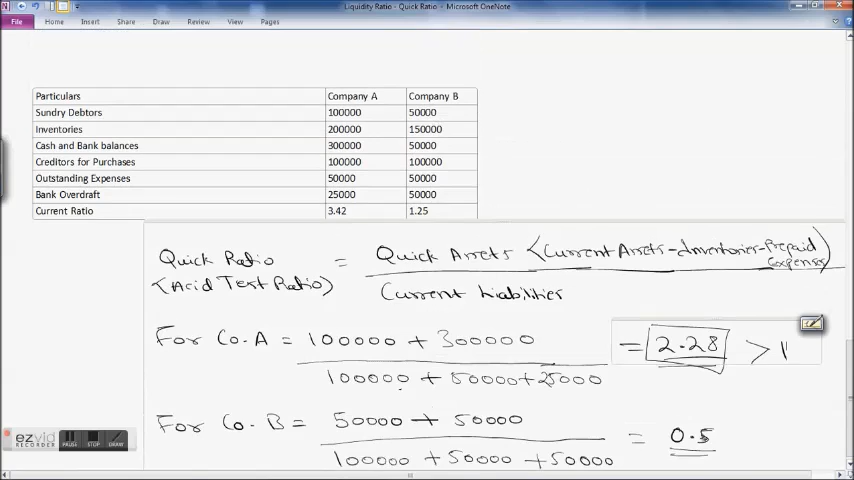 Liquidity Ratio - Quick Ratio - Microsoft OneNote
File Home Insert Share Draw Review View Pages
Particulars Company A Company B
Sundry Debtors 100000 50000
Inventories 200000 150000
Cash and Bank balances 300000 50000
Creditors for Purchases 100000 100000
Outstanding Expenses 50000 50000
Bank Overdraft 25000 50000
Current Ratio 3.42 1.25
Quick Ratio = Quick Assets (Current Assets-Inventories-Prepaid
Expenses)
(Acid Test Ratio) Current Liabilities
For Co.A = 100000 + 300000 = 2.28 > 1
100000 + 50000+25000
For Co. B = 50000 + 50000 = 0.5
100000 + 50000 + 50000
ezvid
RECORDER
PAUSE STOP DRAW